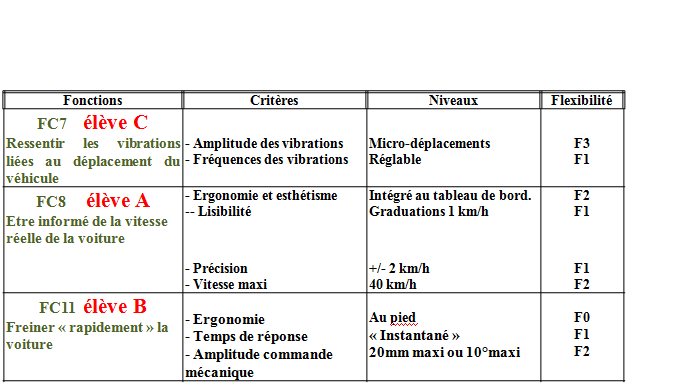 Fonctions Critères Niveaux Flexibilité
FC7 élève C
Ressentir les vibrations - Amplitude des vibrations Micro-déplacements F3
liées au déplacement du - Fréquences des vibrations Réglable F1
véhicule
FC8 élève A - Ergonomie et esthétisme Intégré au tableau de bord. F2
-- Lisibilité Graduations 1 km/h F1
Etre informé de la vitesse
réelle de la voiture
- Précision +/- 2 km/h F1
- Vitesse maxi 40 km/h F2
FC11 élève B
- Ergonomie Au pied F0
Freiner « rapidement » la - Temps de réponse « Instantané » F1
voiture - Amplitude commande 20mm maxi ou 10°maxi F2
mécanique